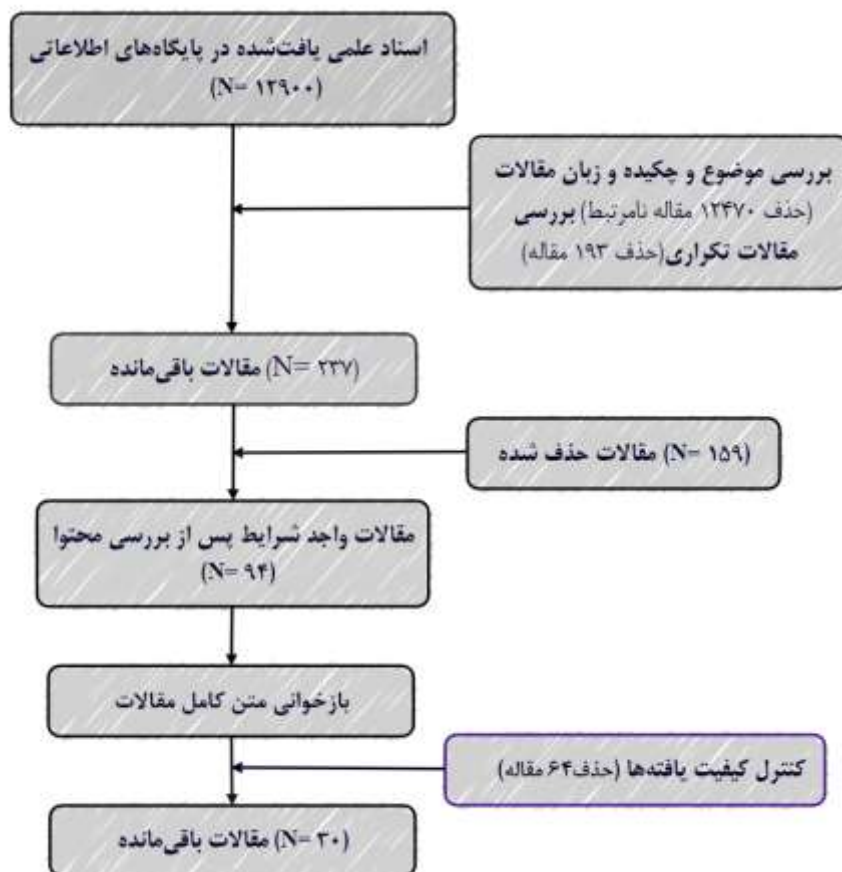 اسناد علمی یافت‌شده در پایگاه‌های اطلاعاتی
(N= ۱۲۹۰۰)
بررسی موضوع و چکیده و زبان مقالات
(حذف ۱۲۴۷۰ مقاله نامرتبط) بررسی
مقالات تکراری(حذف ۱۹۳ مقاله)
(N= ۲۳۷) مقالات باقی‌مانده
(N= ۱۵۹) مقالات حذف شده
مقالات واجد شرایط پس از بررسی محتوا
(N= ۹۴)
بازخوانی متن کامل مقالات
کنترل کیفیت یافته‌ها (حذف۶۴ مقاله)
(N= ۳۰) مقالات باقی‌مانده